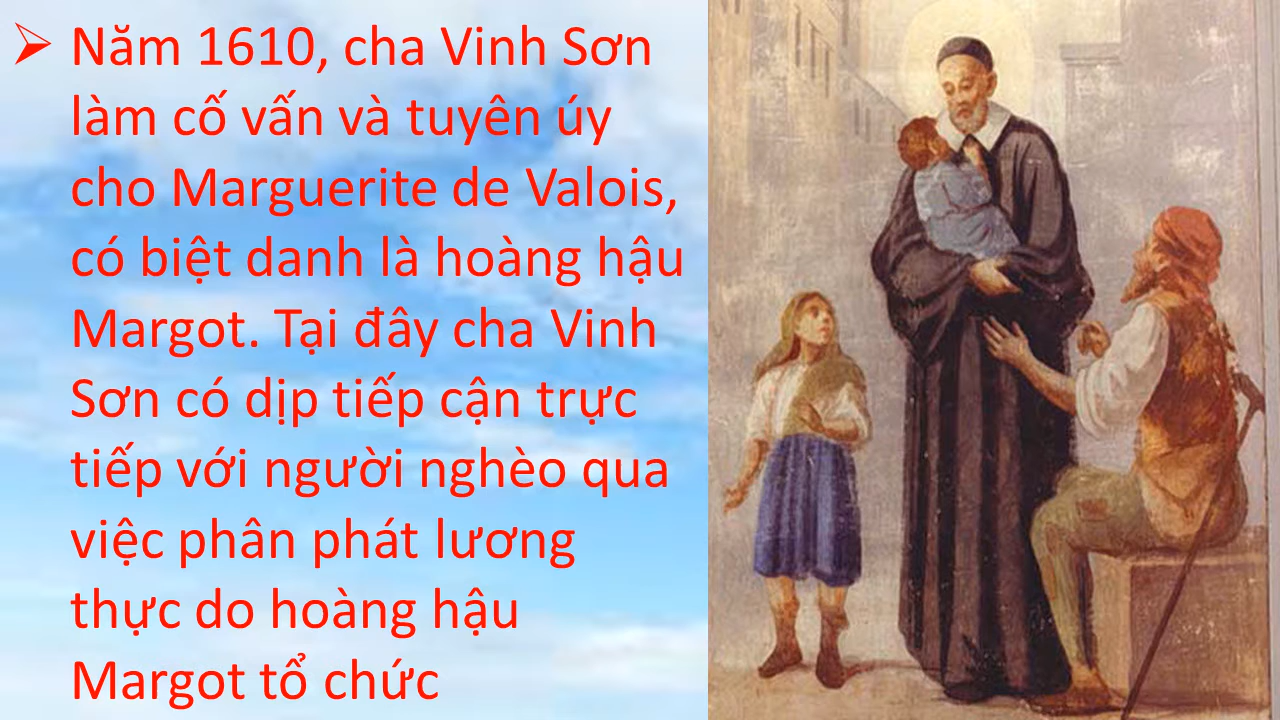 ➢ Năm 1610, cha Vinh Sơn
làm cố vấn và tuyên úy
cho Marguerite de Valois,
có biệt danh là hoàng hậu
Margot. Tại đây cha Vinh
Sơn có dịp tiếp cận trực
tiếp với người nghèo qua
việc phân phát lương
thực do hoàng hậu
Margot tổ chức